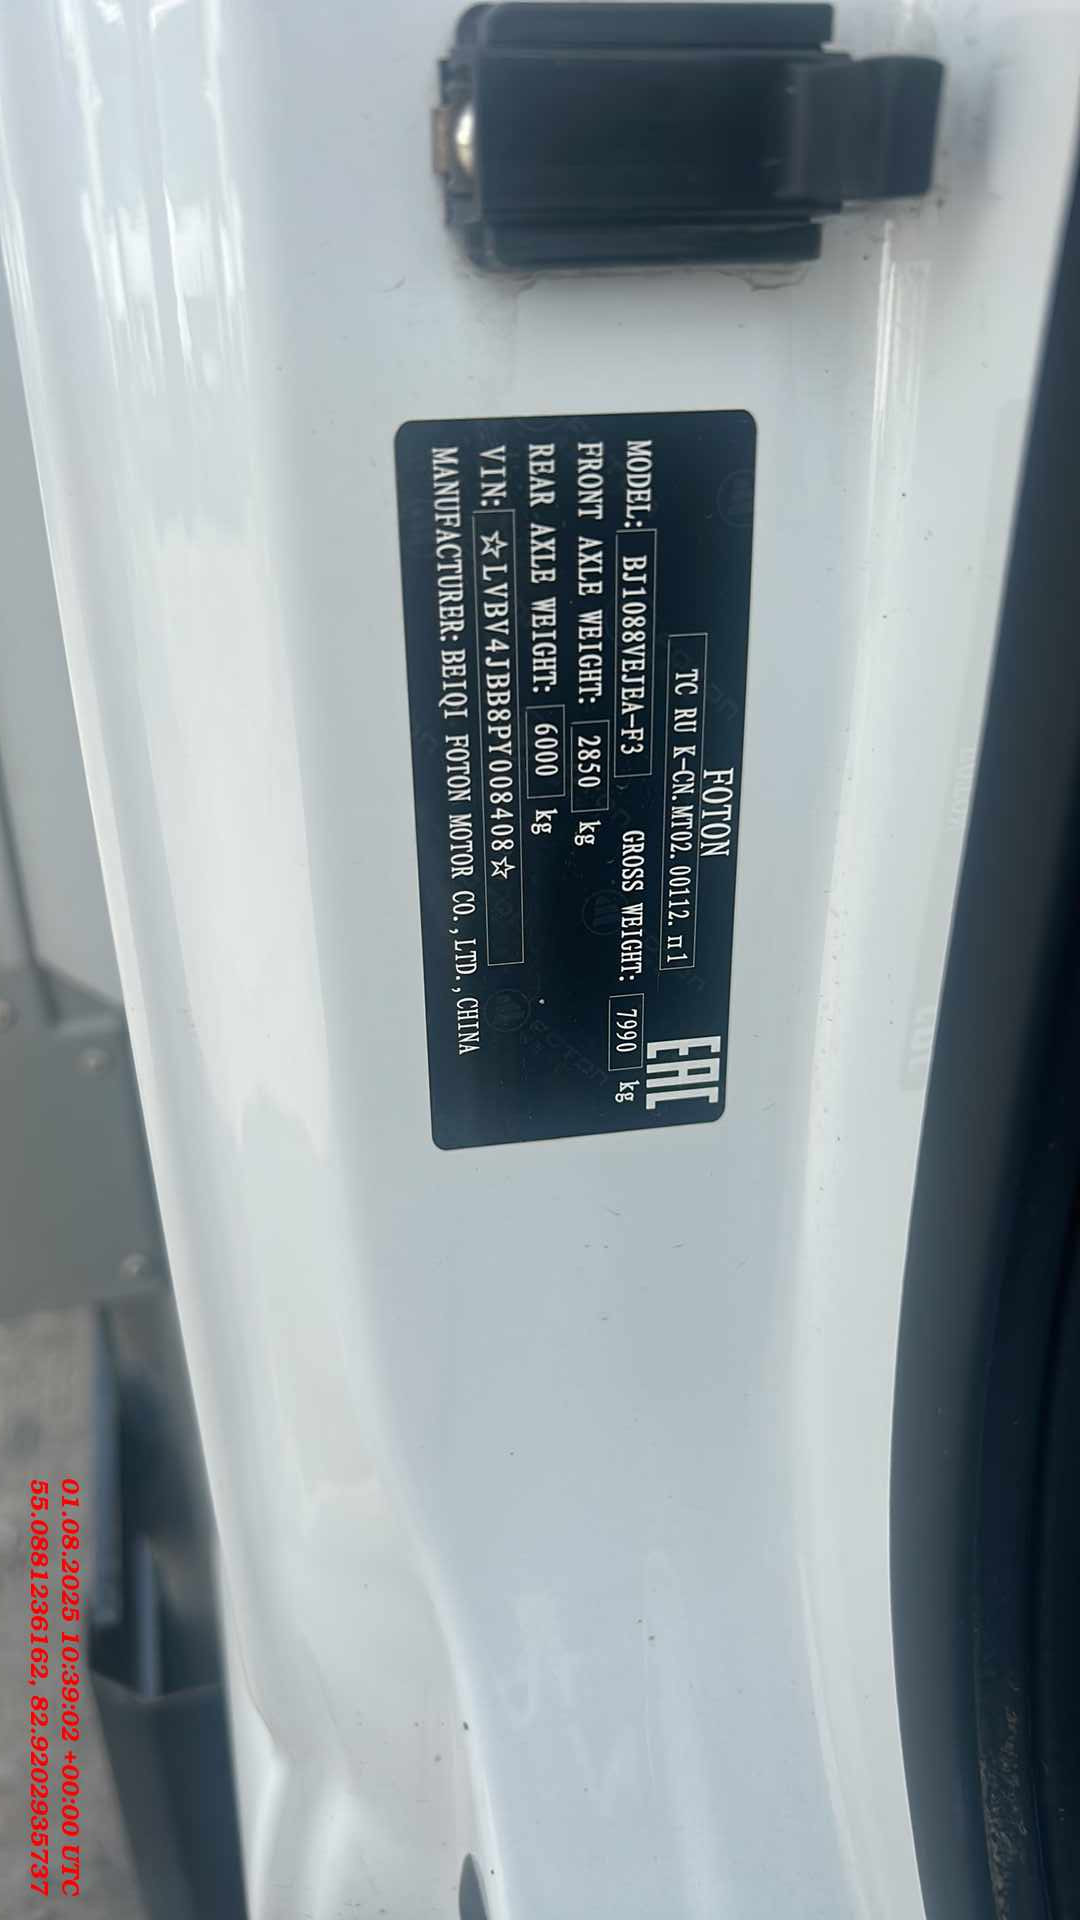 FOTON
TC RU K-CN.MT02.00112.п1
EAC
MODEL: BJ1088VEJEA-F3 GROSS WEIGHT: 7990 kg
FRONT AXLE WEIGHT: 2850 kg
REAR AXLE WEIGHT: 6000 kg
VIN: ☆LVBV4JBB8PY008408☆
MANUFACTURER: BEIQI FOTON MOTOR CO.,LTD.,CHINA
01.08.2025 10:39:02 +00:00 UTC
55.0881236162, 82.9202935737